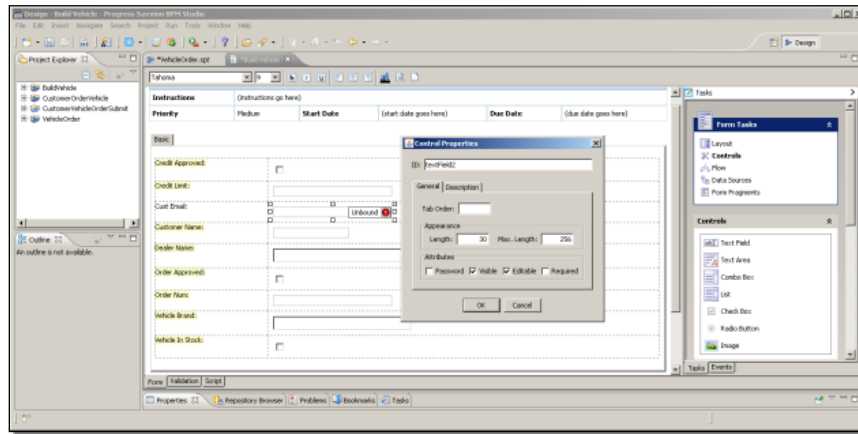 Design - Build Vehicle - Progress Savvion BPM Studio
File Edit Insert Navigate Search Project Run Tools Window Help
Design
Project Explorer
*VehicleOrder.spt
*Build Vehicle
BuildVehicle
CustomerOrderVehicle
CustomerVehicleOrderSubmit
VehicleOrder
Outline
An outline is not available.
Tahoma 9
Instructions (instructions go here)
Priority Medium Start Date (start date goes here) Due Date (due date goes here)
Basic
Credit Approved:
Credit Limit:
Cust Email: Unbound
Customer Name:
Dealer Name:
Order Approved:
Order Num:
Vehicle Brand:
Vehicle In Stock:
Control Properties
ID: textField2
General Description
Tab Order:
Appearance
Length: 30 Max. Length: 256
Attributes
Password Visible Editable Required
OK Cancel
Form Validation Script
Tasks
Form Tasks
Layout
Controls
Flow
Data Sources
Form Fragments
Controls
Text Field
Text Area
Combo Box
List
Check Box
Radio Button
Image
Tasks Events
Properties Repository Browser Problems Bookmarks Tasks